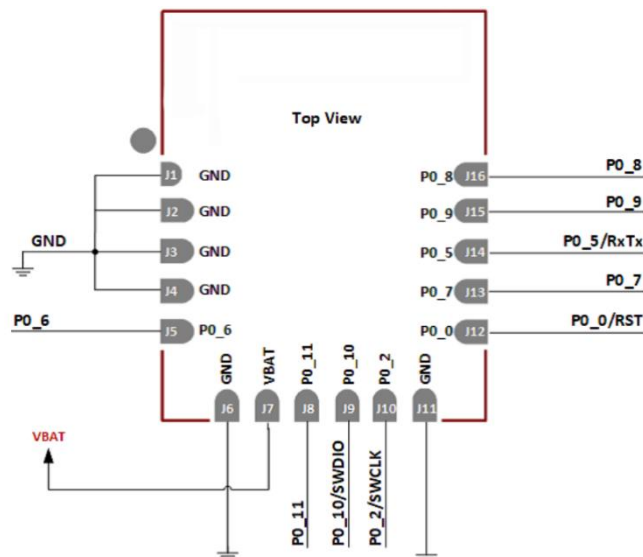 Top View
J1 GND
J2 GND
GND
J3 GND
J4 GND
P0_6
J5 P0_6
P0_8 J16
P0_8
P0_9 J15
P0_9
P0_5 J14
P0_5/RxTx
P0_7 J13
P0_7
P0_0 J12
P0_0/RST
GND
VBAT
P0_11
P0_10
P0_2
GND
J6
J7
J8
J9
J10
J11
VBAT
P0_11
P0_10/SWDIO
P0_2/SWCLK